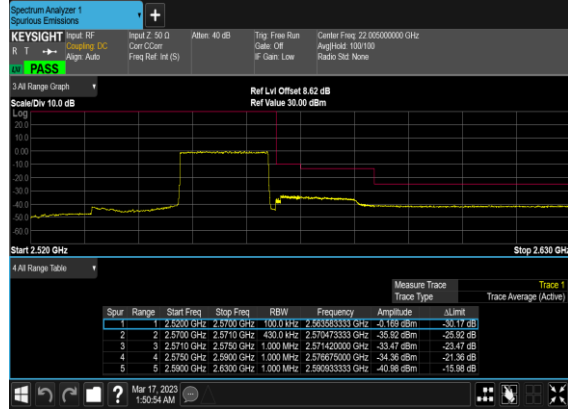 Spectrum Analyzer 1
Spurious Emissions
KEYSIGHT Input: RF Input Z: 50 Ω Atten: 40 dB Trig: Free Run Center Freq: 22.005000000 GHz
R T Coupling: DC Corr CCorr Gate: Off Avg|Hold: 100/100
Align: Auto Freq Ref: Int (S) IF Gain: Low Radio Std: None
PASS
3 All Range Graph
Ref Lvl Offset 8.62 dB
Scale/Div 10.0 dB Ref Value 30.00 dBm
Log
20.0
10.0
0.00
-10.0
-20.0
-30.0
-40.0
-50.0
-60.0
Start 2.520 GHz Stop 2.630 GHz
4 All Range Table
Measure Trace Trace 1
Trace Type Trace Average (Active)
Spur Range Start Freq Stop Freq RBW Frequency Amplitude ΔLimit
1 1 2.5200 GHz 2.5700 GHz 100.0 kHz 2.563583333 GHz -0.169 dBm -30.17 dB
2 2 2.5700 GHz 2.5710 GHz 430.0 kHz 2.570473333 GHz -35.92 dBm -25.92 dB
3 3 2.5710 GHz 2.5750 GHz 1.000 MHz 2.571420000 GHz -33.47 dBm -23.47 dB
4 4 2.5750 GHz 2.5900 GHz 1.000 MHz 2.576675000 GHz -34.36 dBm -21.36 dB
5 5 2.5900 GHz 2.6300 GHz 1.000 MHz 2.590933333 GHz -40.98 dBm -15.98 dB
Mar 17, 2023
1:50:54 AM